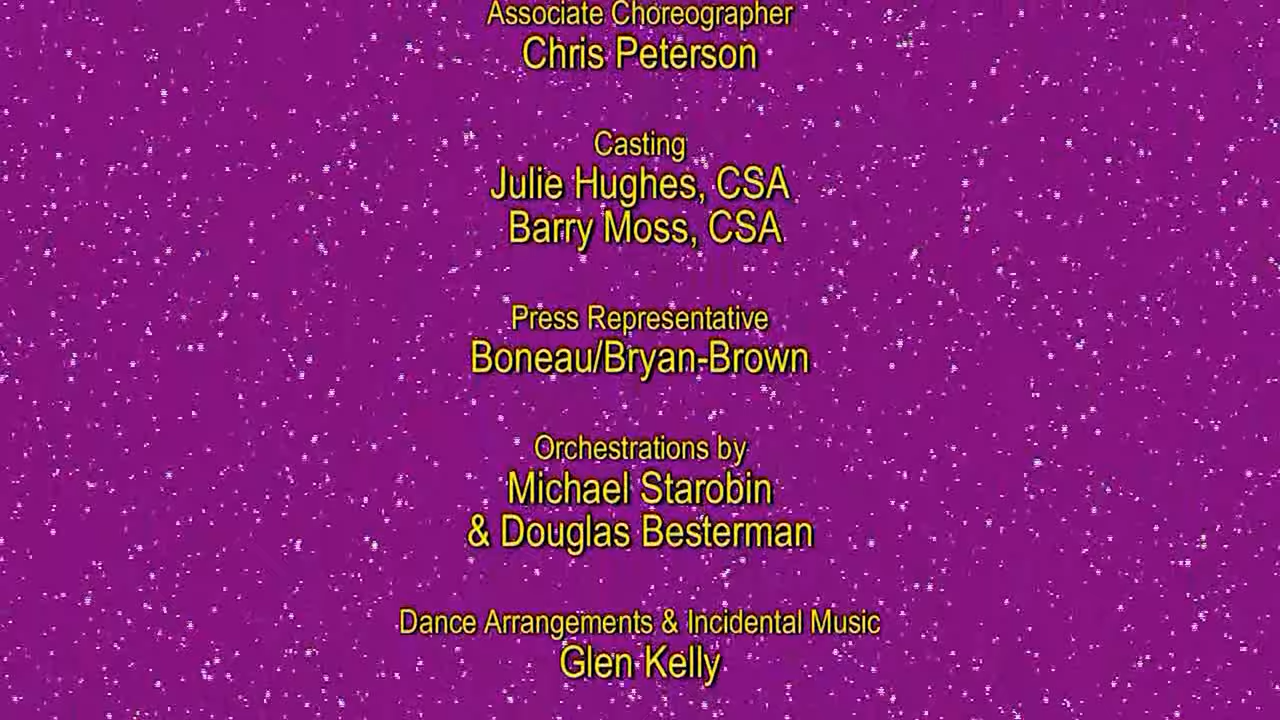 Associate Choreographer
Chris Peterson
Casting
Julie Hughes, CSA
Barry Moss, CSA
Press Representative
Boneau/Bryan-Brown
Orchestrations by
Michael Starobin
& Douglas Besterman
Dance Arrangements & Incidental Music
Glen Kelly